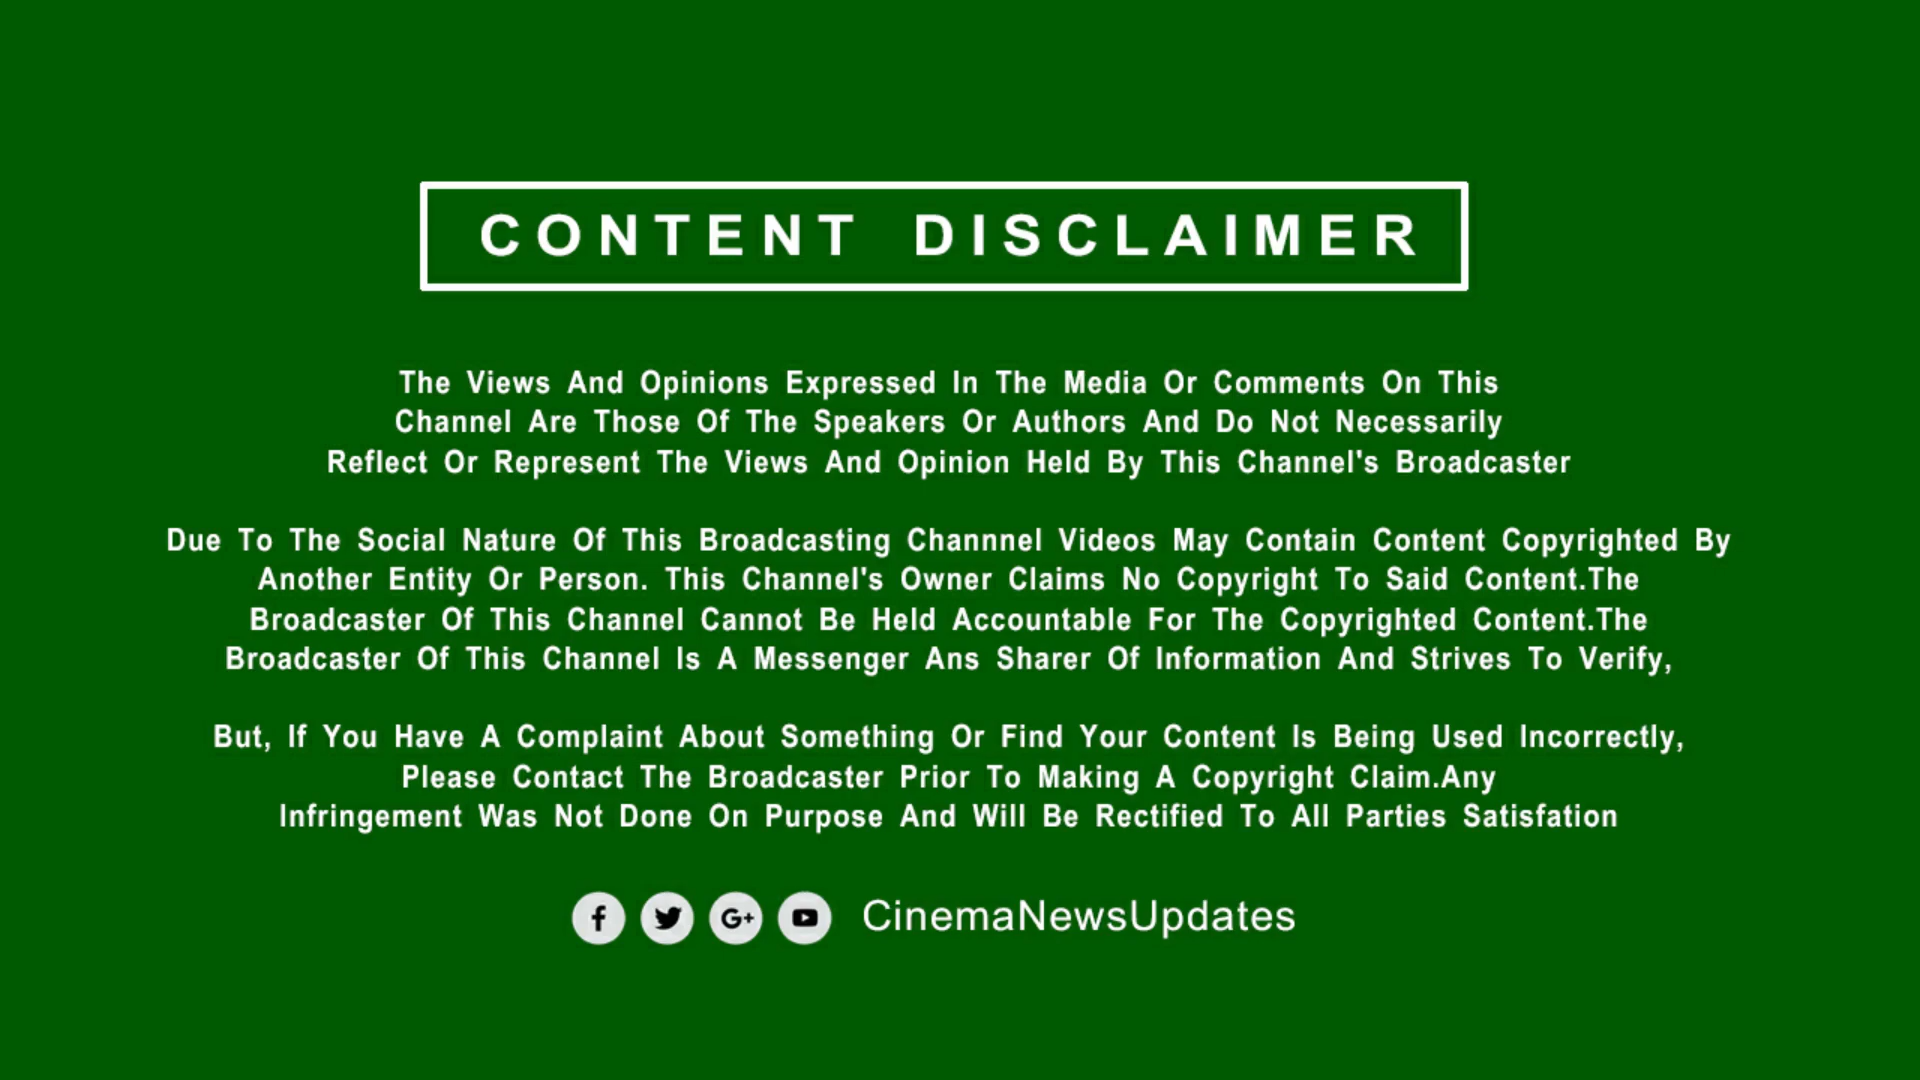 CONTENT DISCLAIMER
The Views And Opinions Expressed In The Media Or Comments On This
Channel Are Those Of The Speakers Or Authors And Do Not Necessarily
Reflect Or Represent The Views And Opinion Held By This Channel's Broadcaster
Due To The Social Nature Of This Broadcasting Channnel Videos May Contain Content Copyrighted By
Another Entity Or Person. This Channel's Owner Claims No Copyright To Said Content.The
Broadcaster Of This Channel Cannot Be Held Accountable For The Copyrighted Content.The
Broadcaster Of This Channel Is A Messenger Ans Sharer Of Information And Strives To Verify,
But, If You Have A Complaint About Something Or Find Your Content Is Being Used Incorrectly,
Please Contact The Broadcaster Prior To Making A Copyright Claim.Any
Infringement Was Not Done On Purpose And Will Be Rectified To All Parties Satisfation
f G+ CinemaNewsUpdates